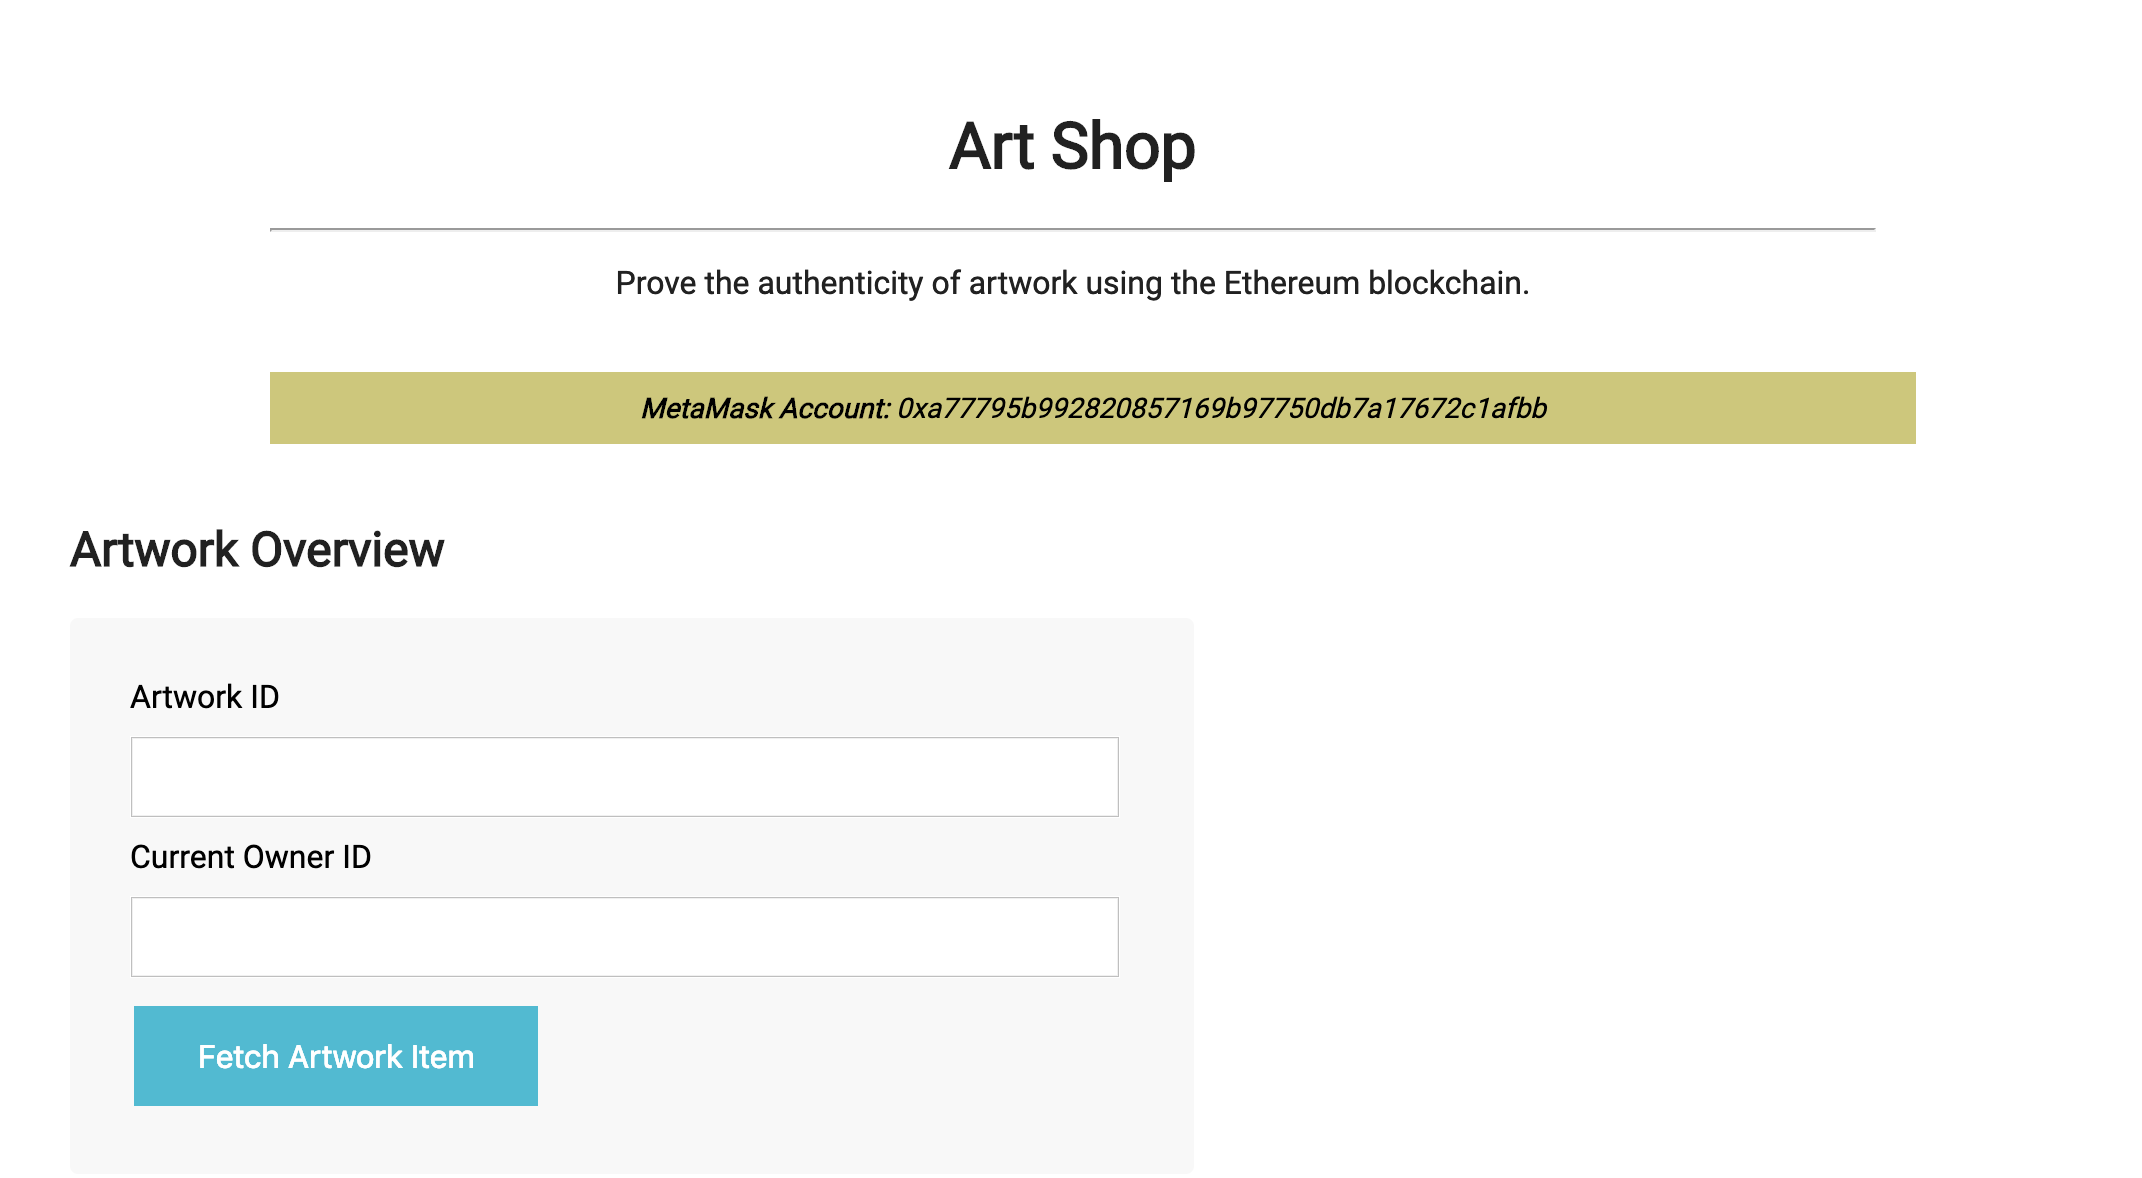 Art Shop
Prove the authenticity of artwork using the Ethereum blockchain.
MetaMask Account: 0xa77795b992820857169b97750db7a17672c1afbb
Artwork Overview
Artwork ID
Current Owner ID
Fetch Artwork Item